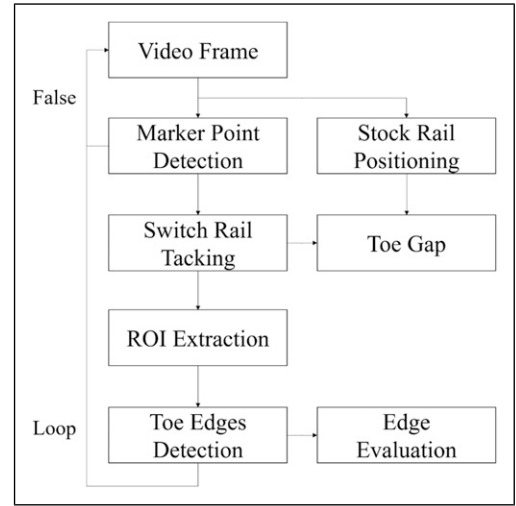 Video Frame
False
Marker Point
Detection
Stock Rail
Positioning
Switch Rail
Tacking
Toe Gap
ROI Extraction
Loop
Toe Edges
Detection
Edge
Evaluation